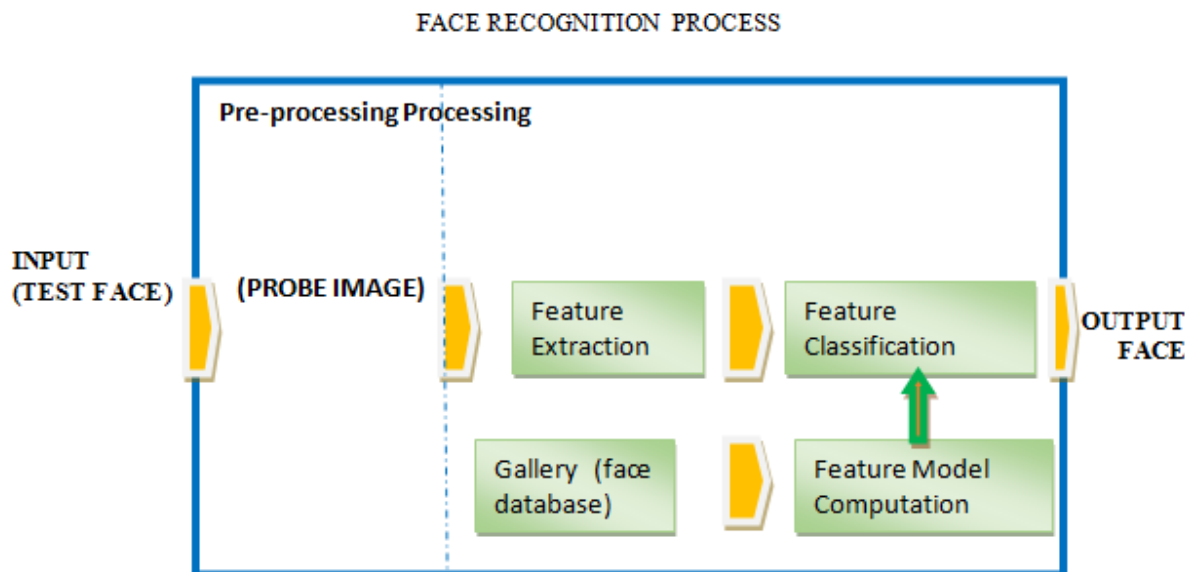 FACE RECOGNITION PROCESS
Pre-processing Processing
INPUT
(TEST FACE)
(PROBE IMAGE)
Feature
Extraction
Feature
Classification
OUTPUT
FACE
Gallery (face
database)
Feature Model
Computation